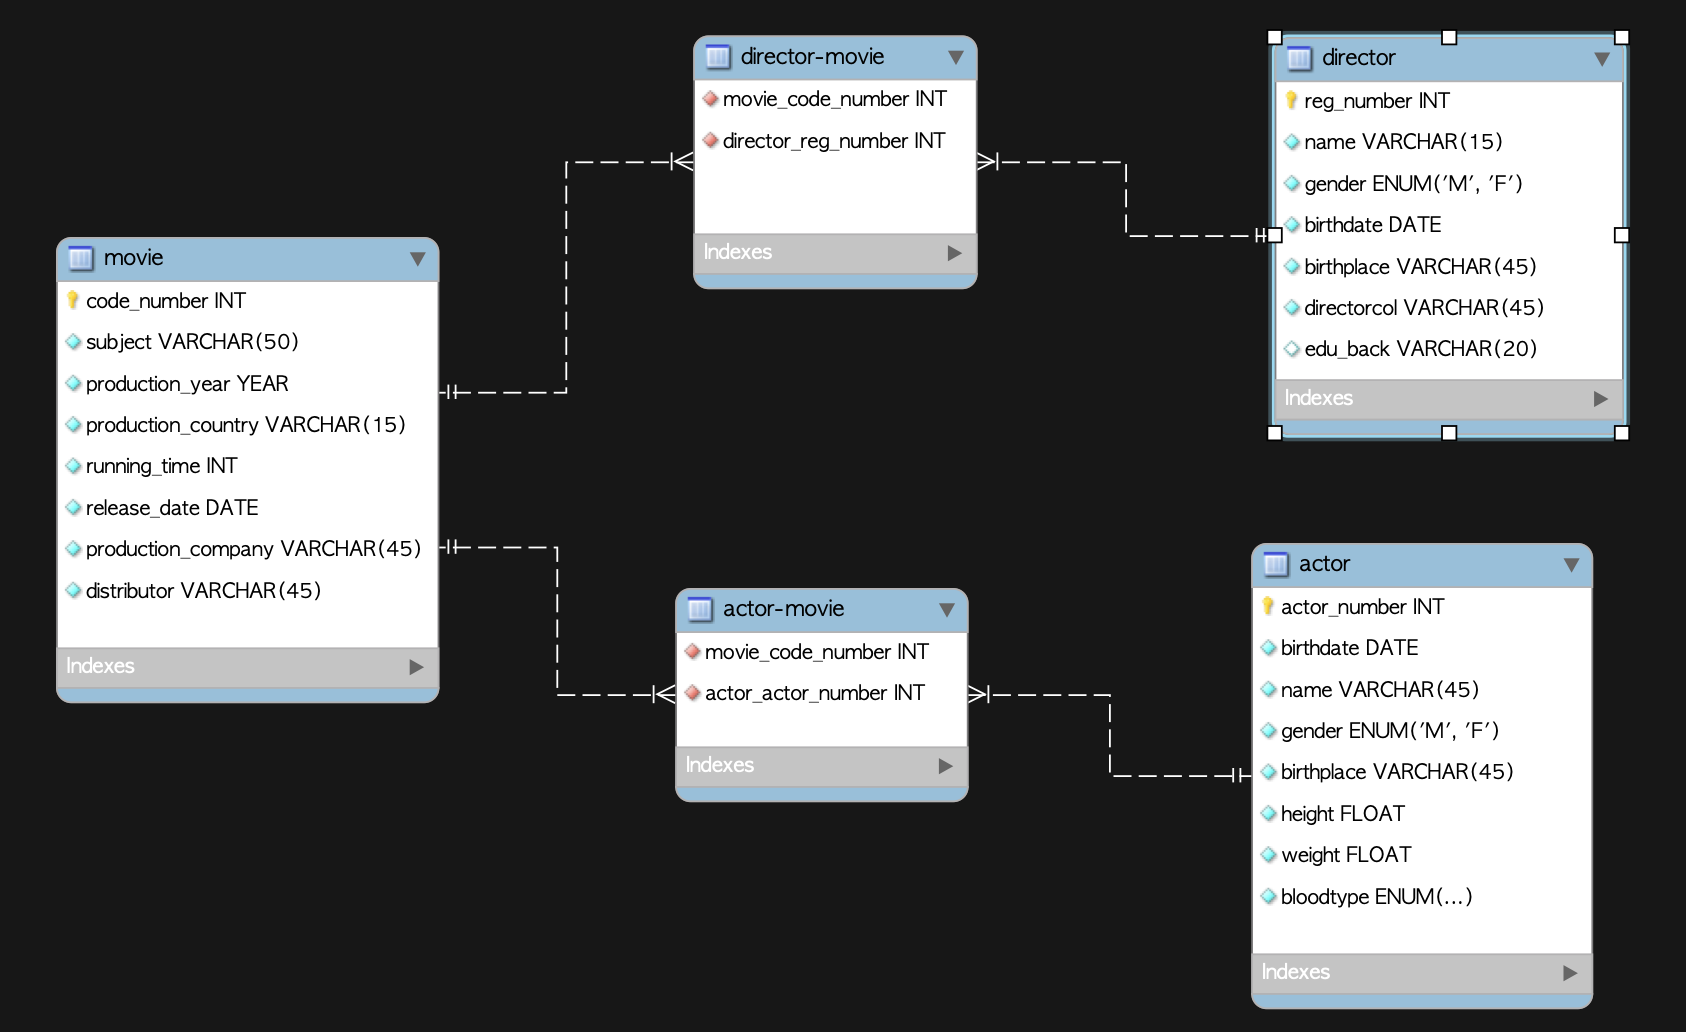 movie
code_number INT
subject VARCHAR(50)
production_year YEAR
production_country VARCHAR(15)
running_time INT
release_date DATE
production_company VARCHAR(45)
distributor VARCHAR(45)
Indexes
director-movie
movie_code_number INT
director_reg_number INT
Indexes
actor-movie
movie_code_number INT
actor_actor_number INT
Indexes
director
reg_number INT
name VARCHAR(15)
gender ENUM('M', 'F')
birthdate DATE
birthplace VARCHAR(45)
directorcol VARCHAR(45)
edu_back VARCHAR(20)
Indexes
actor
actor_number INT
birthdate DATE
name VARCHAR(45)
gender ENUM('M', 'F')
birthplace VARCHAR(45)
height FLOAT
weight FLOAT
bloodtype ENUM(...)
Indexes